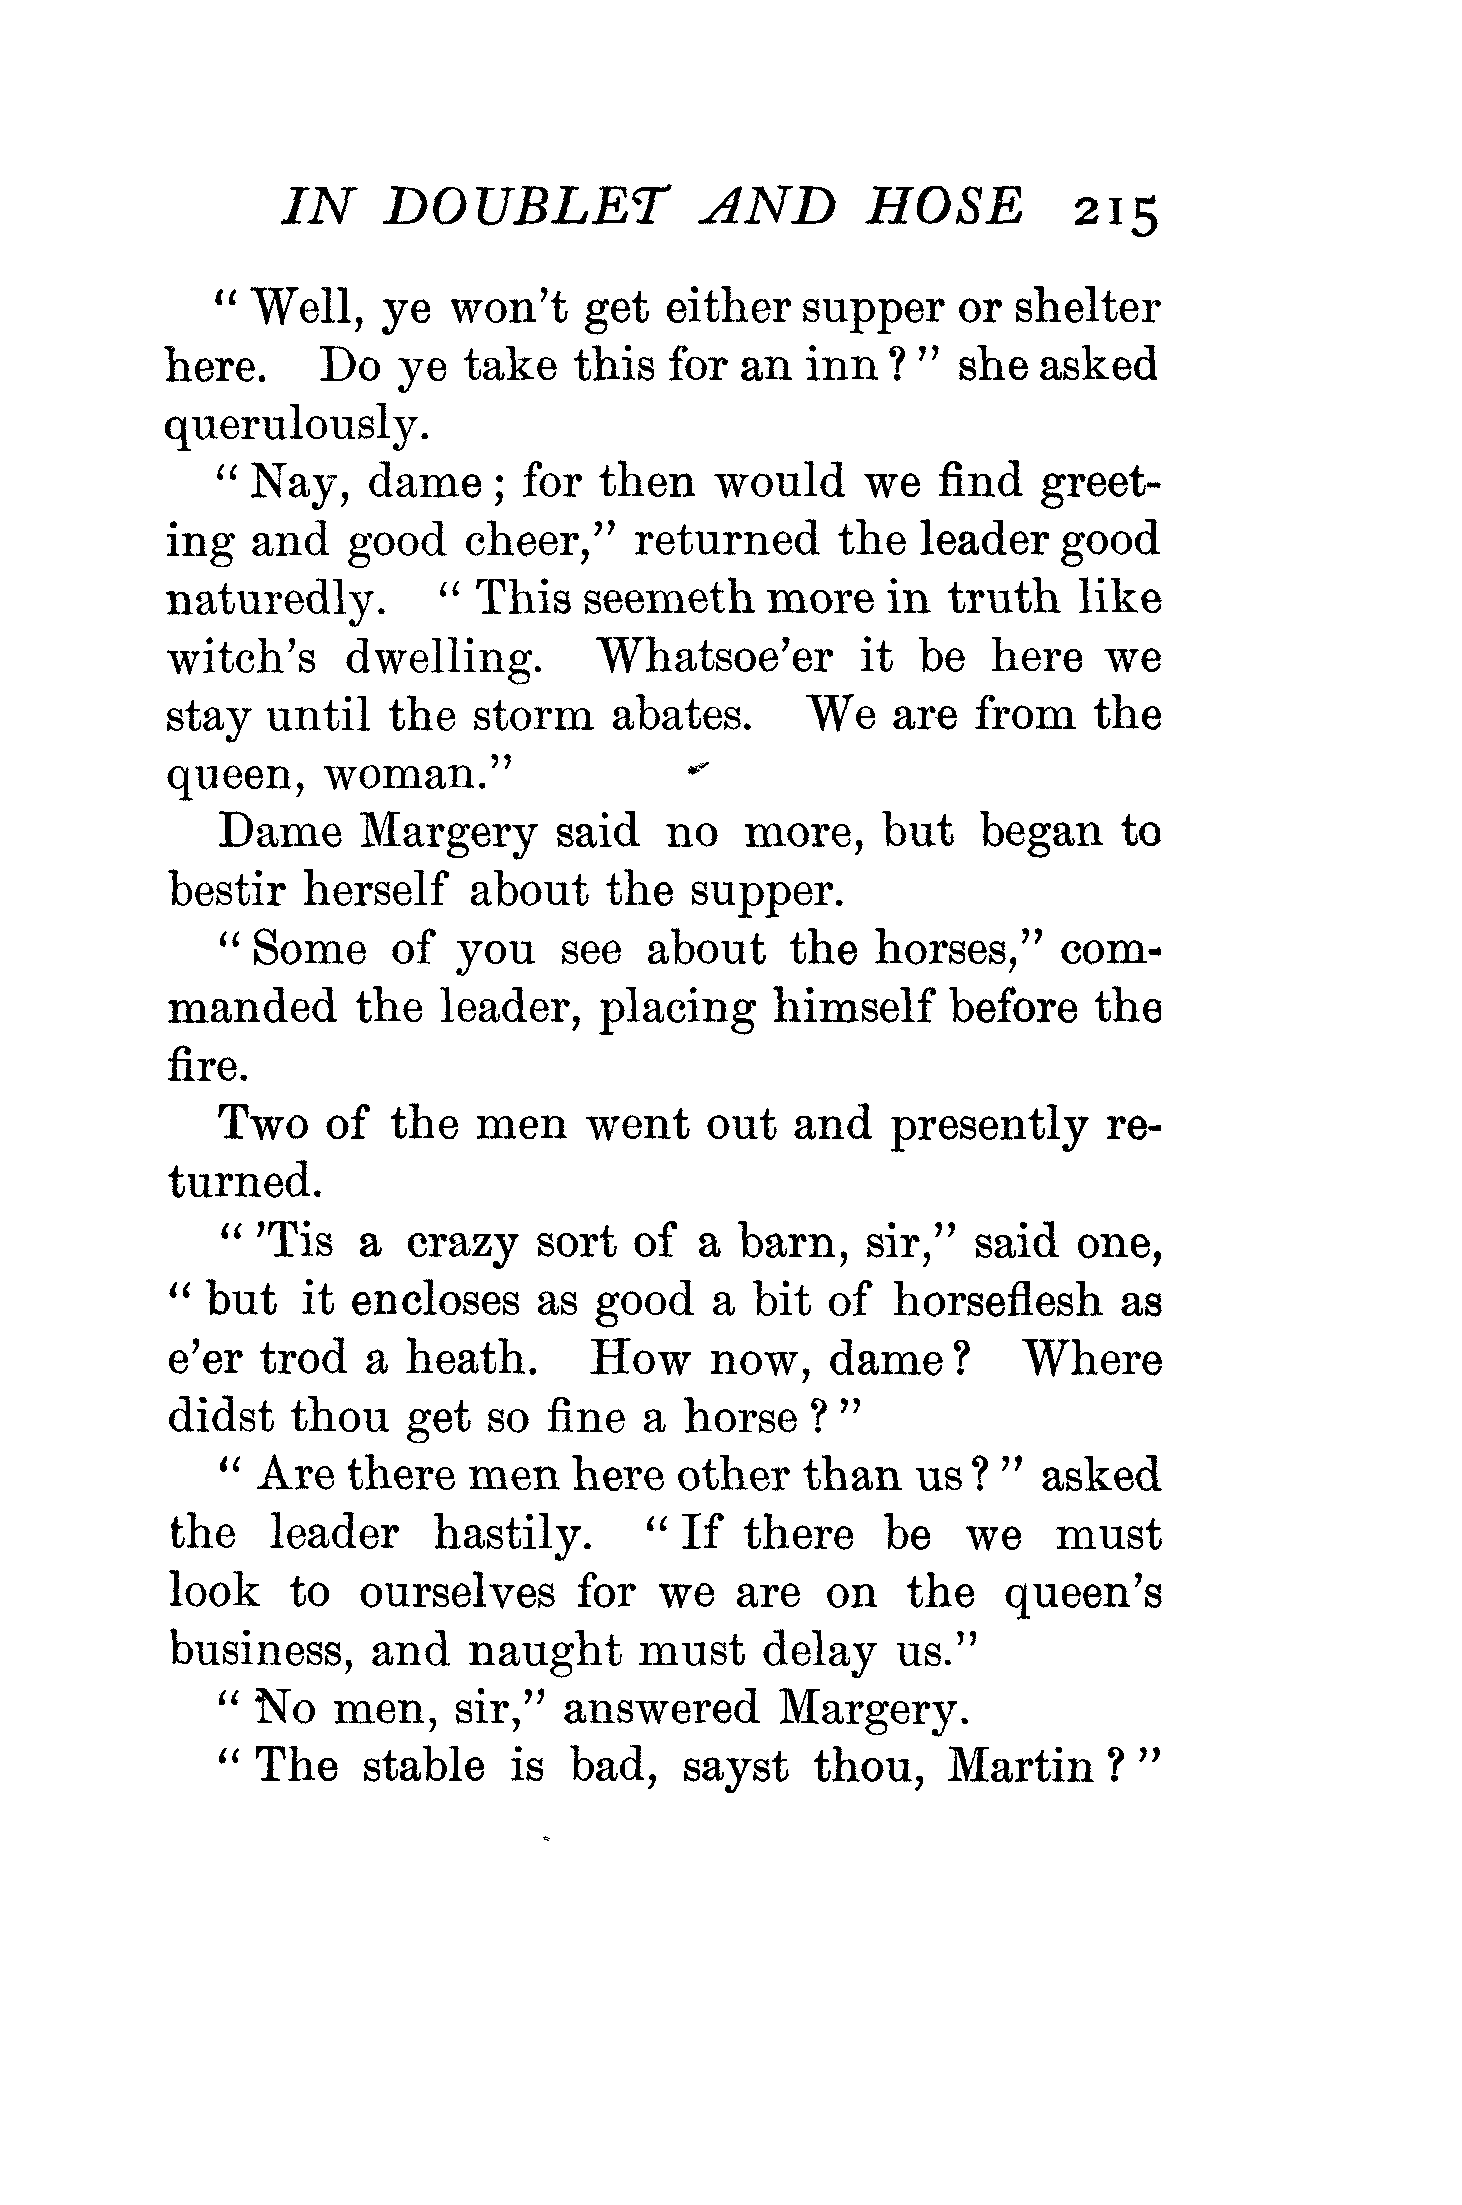 IN DOUBLET AND HOSE 215
“Well, ye won’t get either supper or shelter
here. Do ye take this for an inn?” she asked
querulously.
“Nay, dame; for then would we find greet-
ing and good cheer,” returned the leader good
naturedly. “This seemeth more in truth like
witch’s dwelling. Whatsoe’er it be here we
stay until the storm abates. We are from the
queen, woman.”
Dame Margery said no more, but began to
bestir herself about the supper.
“Some of you see about the horses,” com-
manded the leader, placing himself before the
fire.
Two of the men went out and presently re-
turned.
“’Tis a crazy sort of a barn, sir,” said one,
“but it encloses as good a bit of horseflesh as
e’er trod a heath. How now, dame? Where
didst thou get so fine a horse?”
“Are there men here other than us?” asked
the leader hastily. “If there be we must
look to ourselves for we are on the queen’s
business, and naught must delay us.”
“No men, sir,” answered Margery.
“The stable is bad, sayst thou, Martin?”